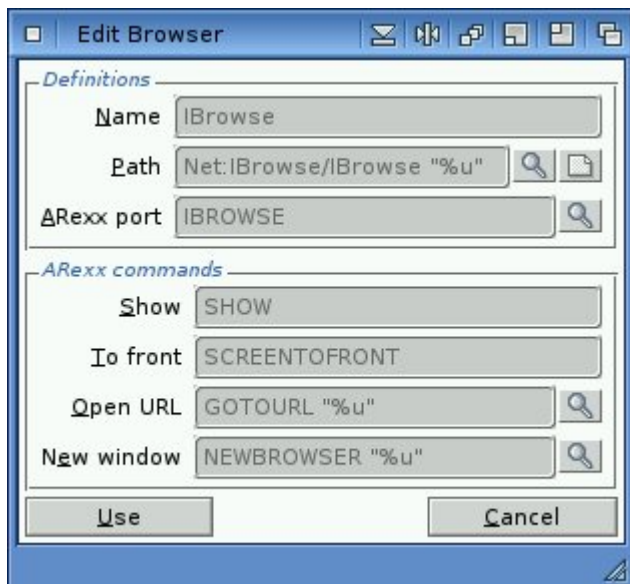 Edit Browser
Definitions
Name IBrowse
Path Net:IBrowse/IBrowse "%u"
ARexx port IBROWSE
ARexx commands
Show SHOW
To front SCREENTOFRONT
Open URL GOTOURL "%u"
New window NEWBROWSER "%u"
Use Cancel